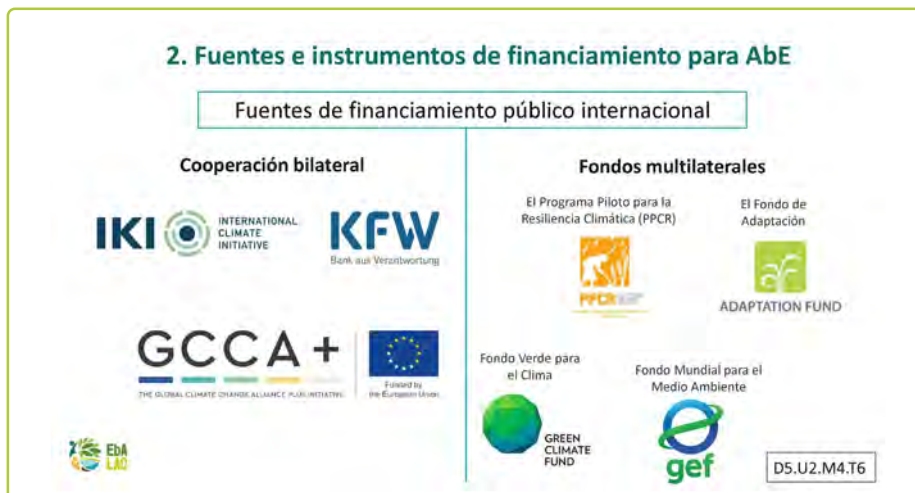 2. Fuentes e instrumentos de financiamiento para AbE
Fuentes de financiamiento público internacional
Cooperación bilateral
IKI
INTERNATIONAL
CLIMATE
INITIATIVE
KFW
Bank aus Verantwortung
GCCA+
THE GLOBAL CLIMATE CHANGE ALLIANCE PLUS INITIATIVE
Funded by
the European Union
Fondos multilaterales
El Programa Piloto para la
Resiliencia Climática (PPCR)
PPCR
El Fondo de
Adaptación
ADAPTATION FUND
Fondo Verde para
el Clima
GREEN
CLIMATE
FUND
Fondo Mundial para el
Medio Ambiente
gef
EbA
LAC
D5.U2.M4.T6